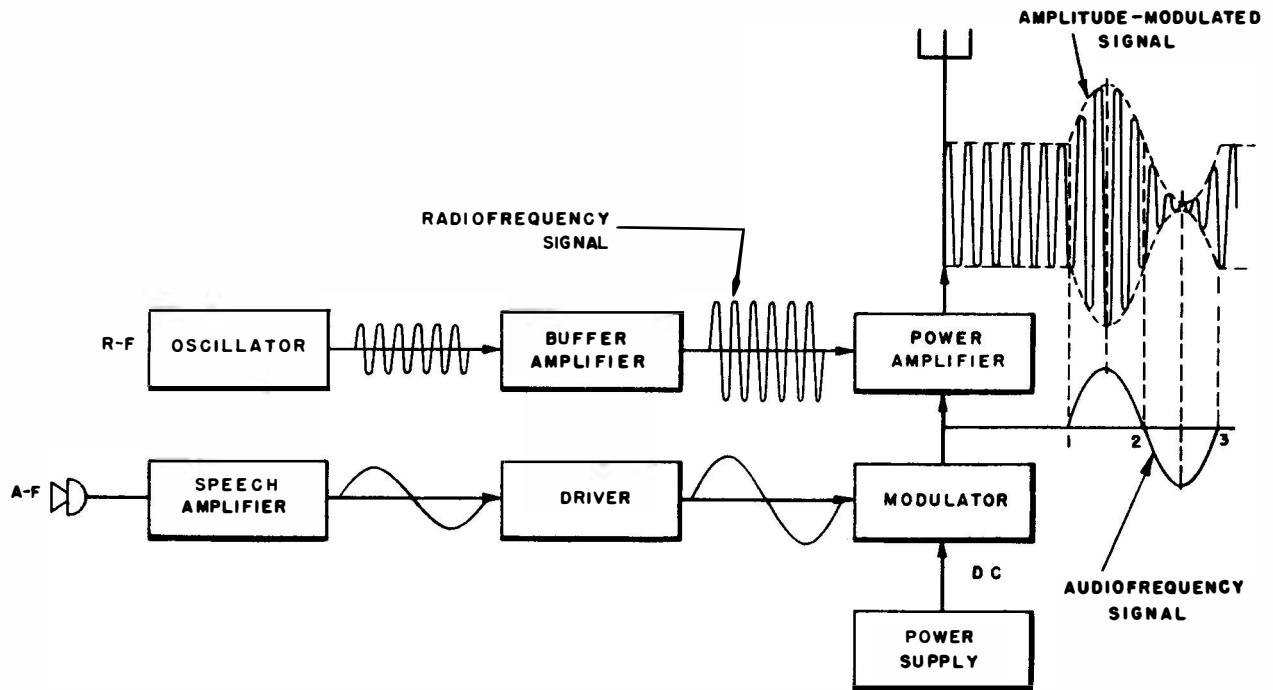 AMPLITUDE-MODULATED
SIGNAL
RADIOFREQUENCY
SIGNAL
R-F
OSCILLATOR
BUFFER
AMPLIFIER
POWER
AMPLIFIER
1
2
3
A-F
SPEECH
AMPLIFIER
DRIVER
MODULATOR
DC
AUDIOFREQUENCY
SIGNAL
POWER
SUPPLY